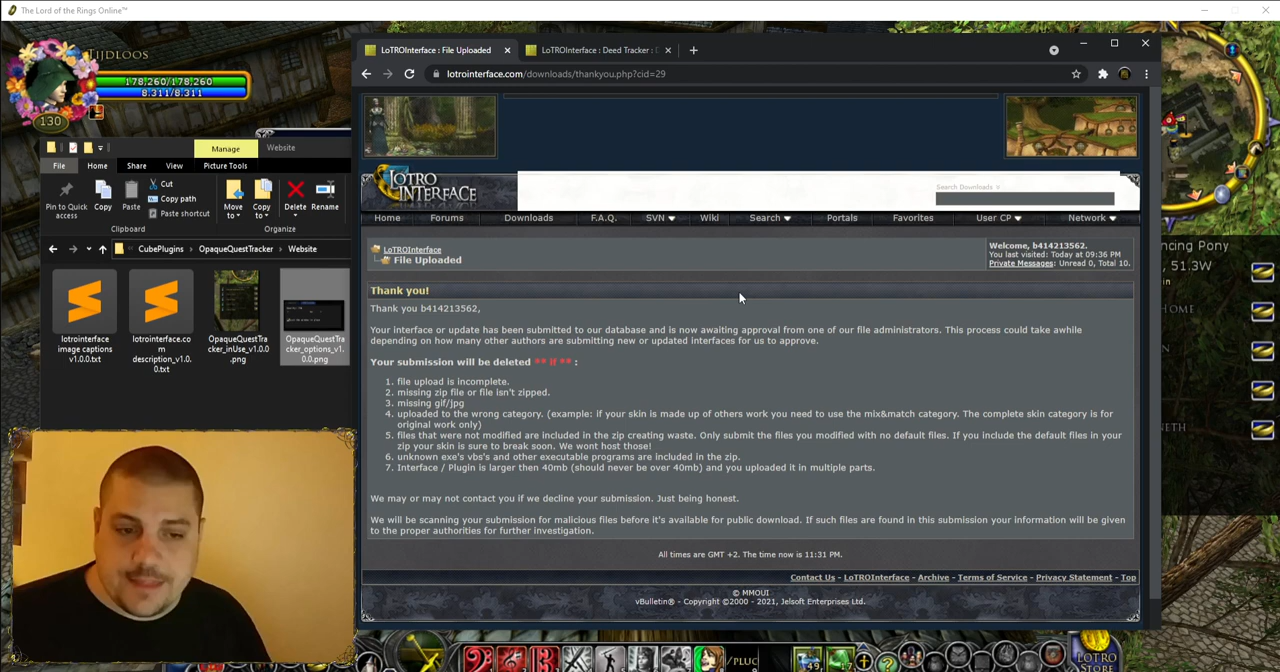 The Lord of the Rings Online™
TIJDLOOS
178,260/178,260
8.311/8.311
130
LoTROInterface : File Uploaded
LoTROInterface : Deed Tracker :
lotrointerface.com/downloads/thankyou.php?cid=29
Manage
Website
File
Home
Share
View
Picture Tools
Pin to Quick access
Copy
Paste
Cut
Copy path
Paste shortcut
Move to
Copy to
Delete
Rename
Clipboard
Organize
CubePlugins > OpaqueQuestTracker > Website
lotrointerface image captions v1.0.0.txt
lotrointerface.com description_v1.0.0.txt
OpaqueQuestTracker_inUse_v1.0.0.png
OpaqueQuestTracker_options_v1.0.0.png
LOTRO INTERFACE
Search Downloads
Home
Forums
Downloads
F.A.Q.
SVN
Wiki
Search
Portals
Favorites
User CP
Network
LoTROInterface
File Uploaded
Welcome, b414213562.
You last visited: Today at 09:36 PM
Private Messages: Unread 0, Total 10.
Thank you!
Thank you b414213562,
Your interface or update has been submitted to our database and is now awaiting approval from one of our file administrators. This process could take awhile
depending on how many other authors are submitting new or updated interfaces for us to approve.
Your submission will be deleted ** if ** :
1. file upload is incomplete.
2. missing zip file or file isn't zipped.
3. missing gif/jpg
4. uploaded to the wrong category. (example: if your skin is made up of others work you need to use the mix&match category. The complete skin category is for
original work only)
5. files that were not modified are included in the zip creating waste. Only submit the files you modified with no default files. If you include the default files in your
zip your skin is sure to break soon. We wont host those!
6. unknown exe's vbs's and other executable programs are included in the zip.
7. Interface / Plugin is larger then 40mb (should never be over 40mb) and you uploaded it in multiple parts.
We may or may not contact you if we decline your submission. Just being honest.
We will be scanning your submission for malicious files before it's available for public download. If such files are found in this submission your information will be given
to the proper authorities for further investigation.
All times are GMT +2. The time now is 11:31 PM.
Contact Us - LoTROInterface - Archive - Terms of Service - Privacy Statement - Top
© MMOUI
vBulletin® - Copyright ©2000 - 2021, Jelsoft Enterprises Ltd.
ncing Pony
51.3W
HOME
NETH
/PLUC
49
17
LOTRO
STORE